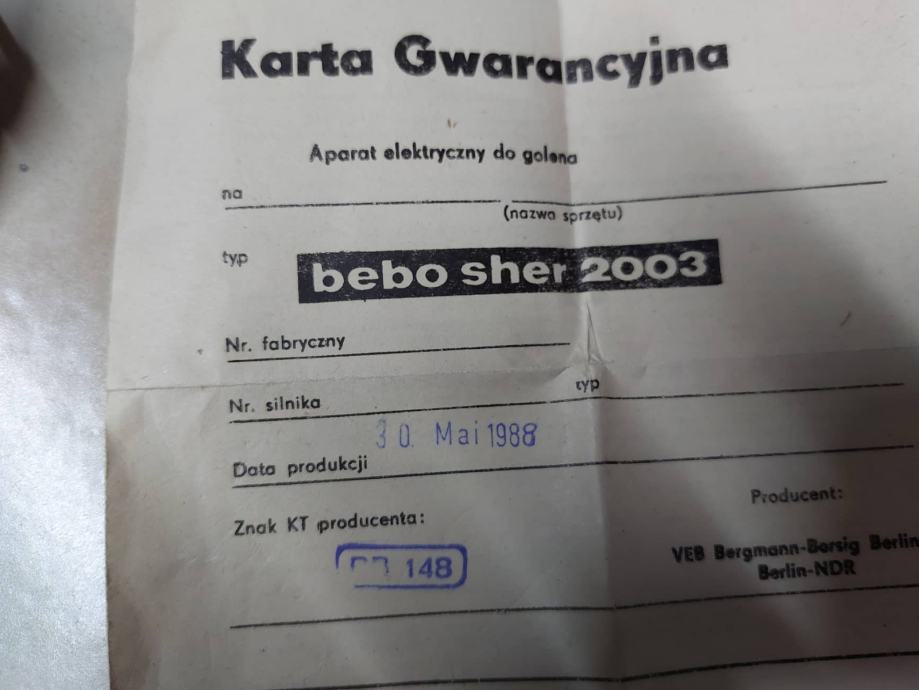 Karta Gwarancyjna
Aparat elektryczny do golena
na
(nazwa sprzętu)
typ bebo sher 2003
Nr. fabryczny
Nr. silnika typ
30. Mai 1988
Data produkcji
Znak KT producenta:
148
Producent:
VEB Bergmann-Borsig Berlin
Berlin-NDR